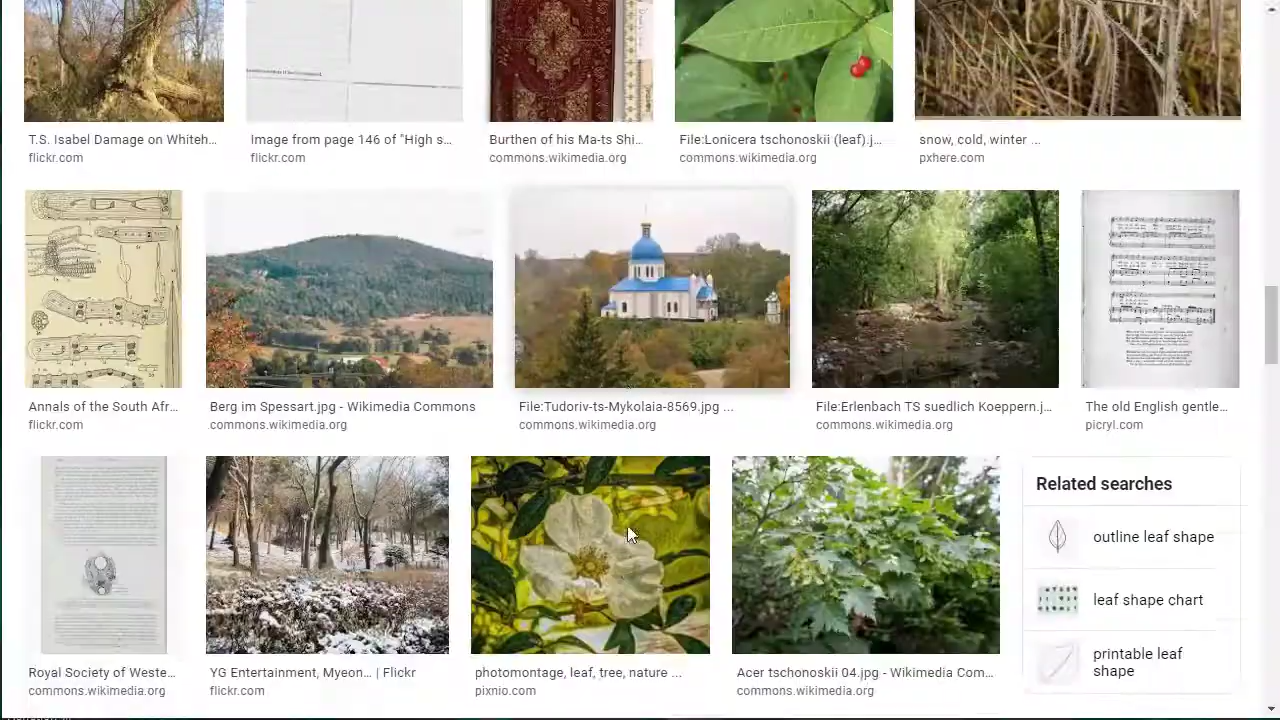 T.S. Isabel Damage on Whiteh...
flickr.com
Image from page 146 of "High s...
flickr.com
Burthen of his Ma-ts Shi...
commons.wikimedia.org
File:Lonicera tschonoskii (leaf).j...
commons.wikimedia.org
snow, cold, winter ...
pxhere.com
Annals of the South Afr...
flickr.com
Berg im Spessart.jpg - Wikimedia Commons
commons.wikimedia.org
File:Tudoriv-ts-Mykolaia-8569.jpg ...
commons.wikimedia.org
File:Erlenbach TS suedlich Koeppern.j...
commons.wikimedia.org
The old English gentle...
picryl.com
Royal Society of Weste...
commons.wikimedia.org
YG Entertainment, Myeon... | Flickr
flickr.com
photomontage, leaf, tree, nature ...
pixnio.com
Acer tschonoskii 04.jpg - Wikimedia Com...
commons.wikimedia.org
Related searches
outline leaf shape
leaf shape chart
printable leaf
shape